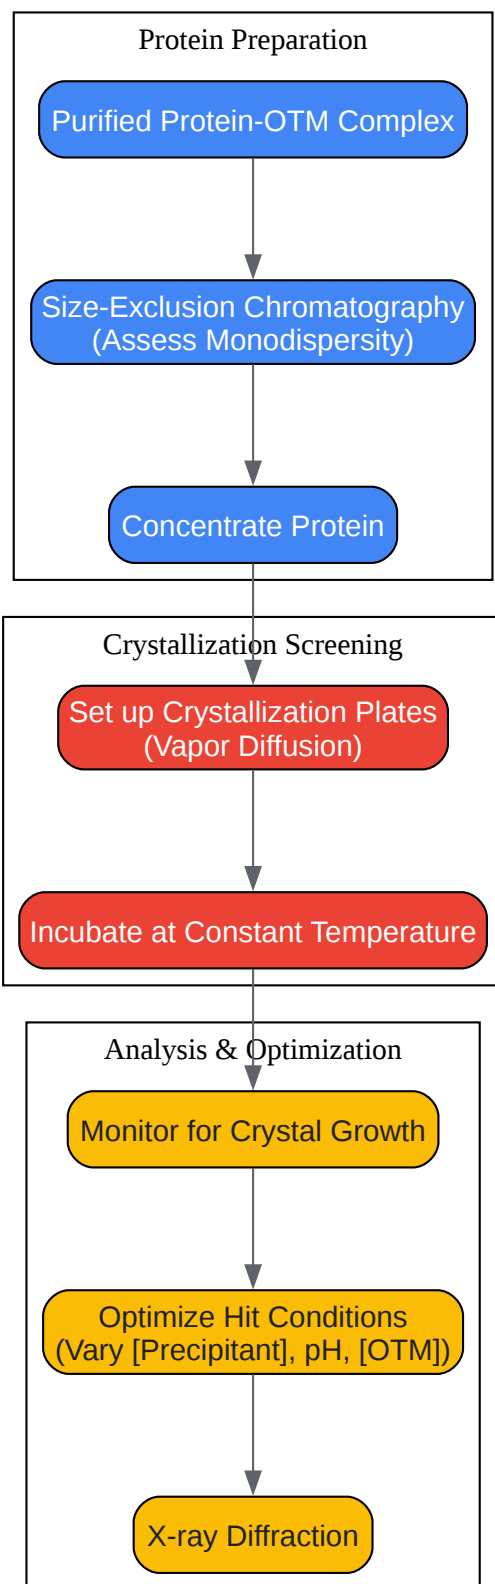 Protein Preparation
Purified Protein-OTM Complex
Size-Exclusion Chromatography
(Assess Monodispersity)
Concentrate Protein
Crystallization Screening
Set up Crystallization Plates
(Vapor Diffusion)
Incubate at Constant Temperature
Analysis & Optimization
Monitor for Crystal Growth
Optimize Hit Conditions
(Vary [Precipitant], pH, [OTM])
X-ray Diffraction